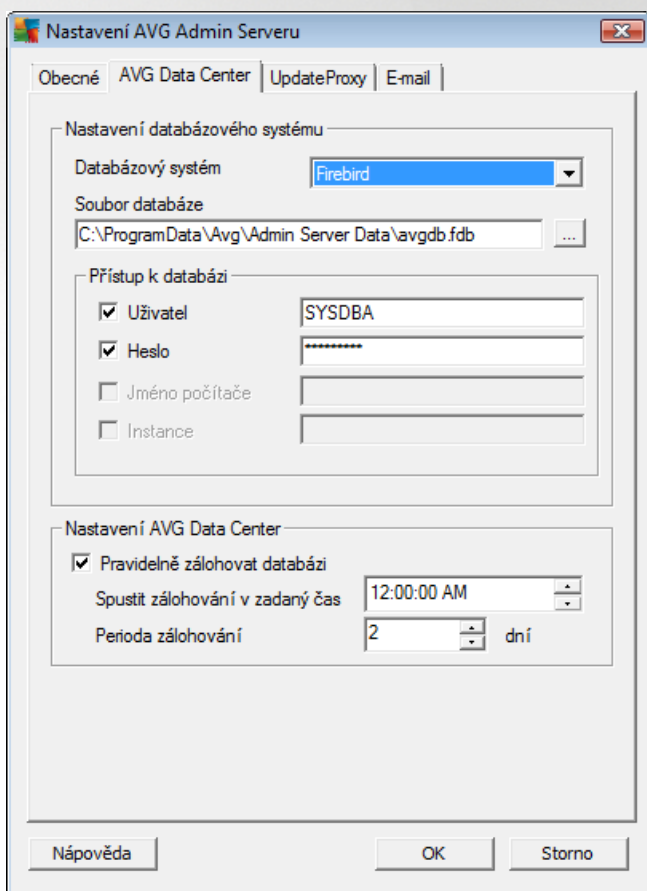 Nastavení AVG Admin Serveru
Obecné AVG Data Center UpdateProxy E-mail
Nastavení databázového systému
Databázový systém Firebird
Soubor databáze
C:\ProgramData\Avg\Admin Server Data\avgdb.fdb ...
Přístup k databázi
Uživatel SYSDBA
Heslo *********
Jméno počítače
Instance
Nastavení AVG Data Center
Pravidelně zálohovat databázi
Spustit zálohování v zadaný čas 12:00:00 AM
Perioda zálohování 2 dní
Nápověda OK Storno